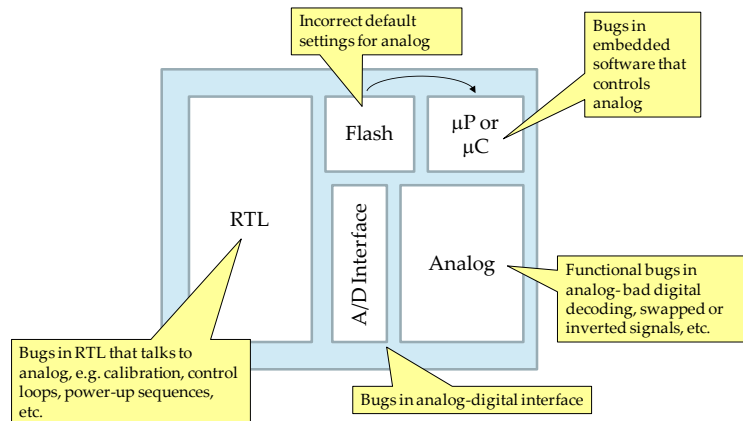 Incorrect default
settings for analog
Bugs in
embedded
software that
controls
analog
Flash
μP or
μC
RTL
A/D Interface
Analog
Functional bugs in
analog- bad digital
decoding, swapped or
inverted signals, etc.
Bugs in RTL that talks to
analog, e.g. calibration, control
loops, power-up sequences,
etc.
Bugs in analog-digital interface